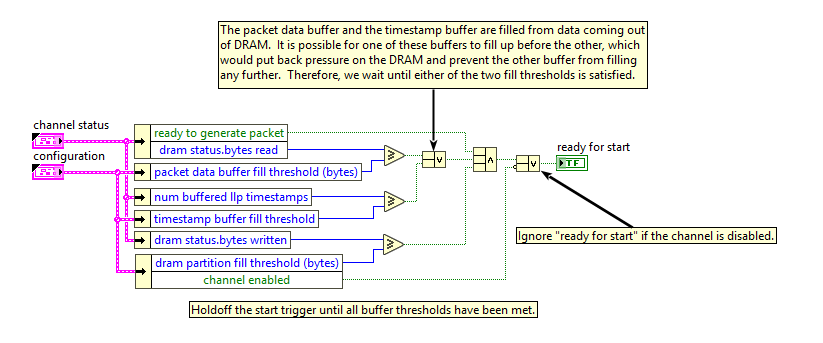 The packet data buffer and the timestamp buffer are filled from data coming out
of DRAM.  It is possible for one of these buffers to fill up before the other, which
would put back pressure on the DRAM and prevent the other buffer from filling
any further.  Therefore, we wait until either of the two fill thresholds is satisfied.
channel status
configuration
ready to generate packet
dram status.bytes read
packet data buffer fill threshold (bytes)
num buffered llp timestamps
timestamp buffer fill threshold
dram status.bytes written
dram partition fill threshold (bytes)
channel enabled
ready for start
TF
Ignore "ready for start" if the channel is disabled.
Holdoff the start trigger until all buffer thresholds have been met.